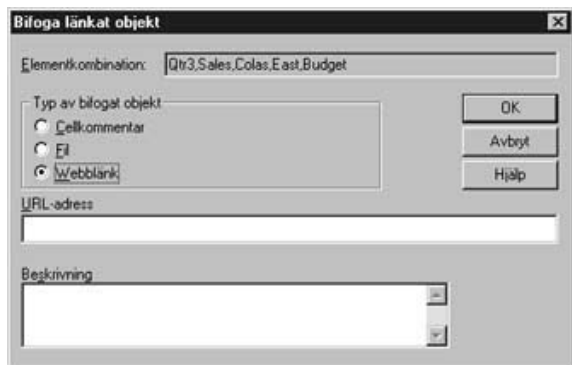 Bifoga länkat objekt
Elementkombination: Qtr3,Sales,Colas,East,Budget
Typ av bifogat objekt
Cellkommentar
Fil
Webblänk
OK
Avbryt
Hjälp
URL-adress
Beskrivning